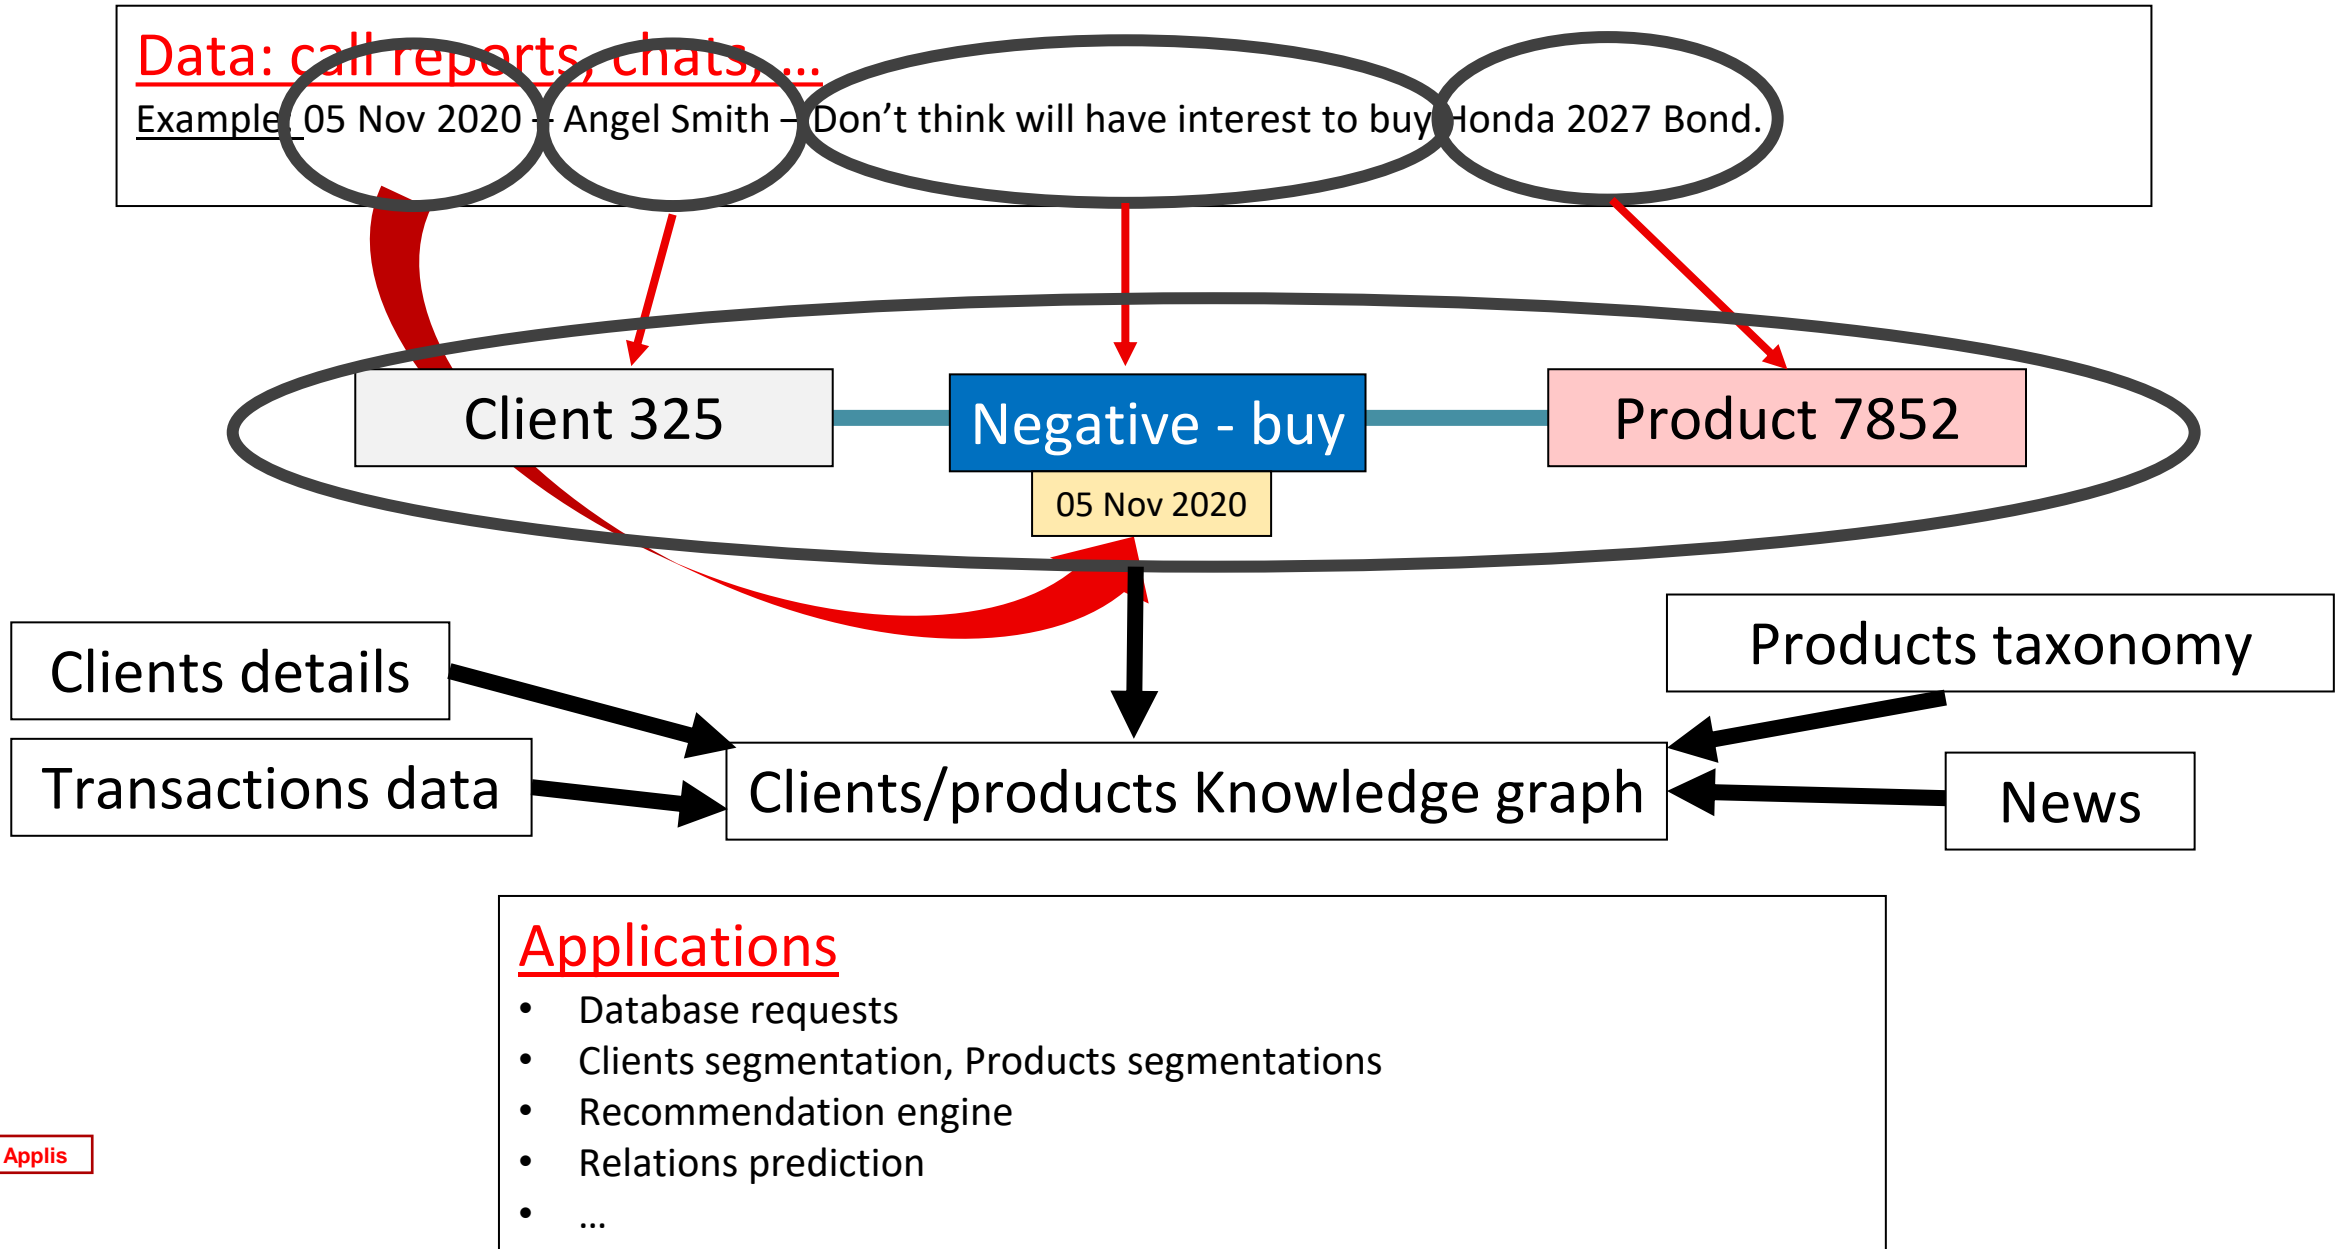 Data: call reports, chats, …
Example: 05 Nov 2020 – Angel Smith – Don't think will have interest to buy Honda 2027 Bond.
Client 325
Negative - buy
Product 7852
05 Nov 2020
Clients details
Products taxonomy
Transactions data
Clients/products Knowledge graph
News
Applications
• Database requests
• Clients segmentation, Products segmentations
• Recommendation engine
• Relations prediction
• …
Applis